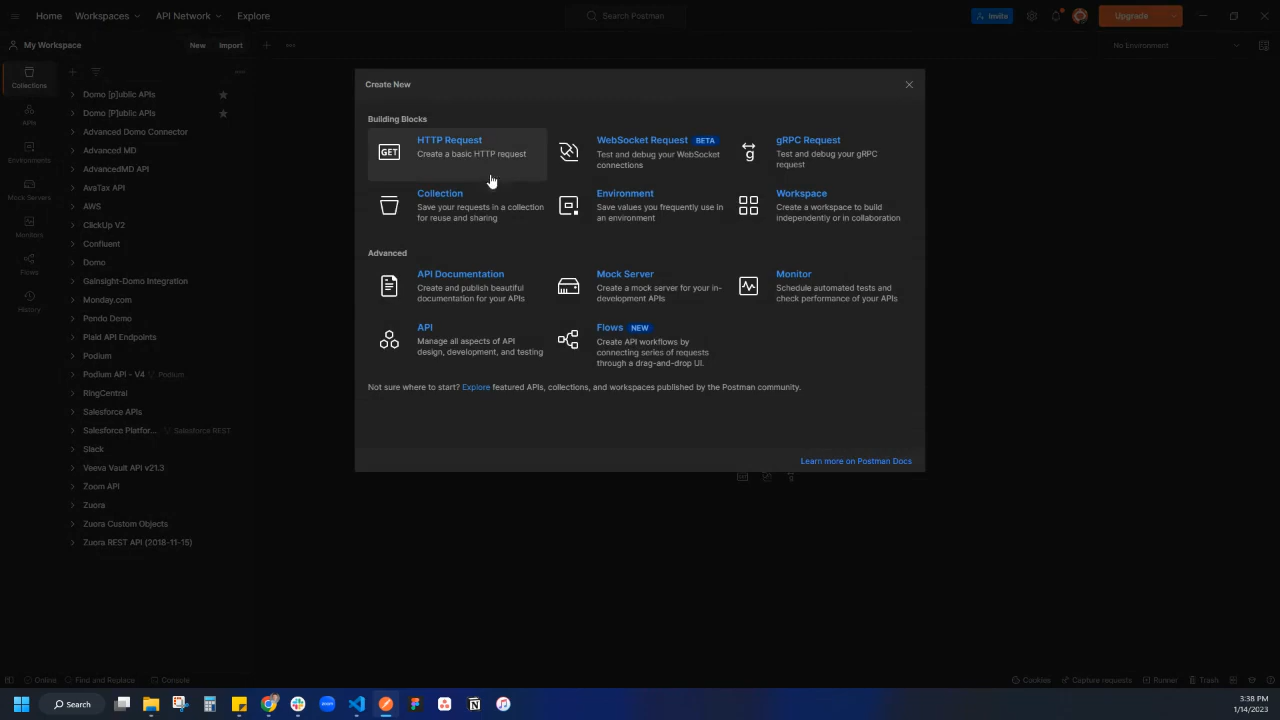 Home Workspaces API Network Explore Search Postman Invite Upgrade
My Workspace New Import No Environment
Create New
Collections
APIs
Environments
Mock Servers
Monitors
Flows
History
Domo [p]ublic APIs
Domo [P]ublic APIs
Advanced Domo Connector
Advanced MD
AdvancedMD API
AvaTax API
AWS
ClickUp V2
Confluent
Domo
Gainsight-Domo Integration
Monday.com
Pendo Demo
Plaid API Endpoints
Podium
Podium API - V4 Podium
RingCentral
Salesforce APIs
Salesforce Platfor... Salesforce REST
Slack
Veeva Vault API v21.3
Zoom API
Zuora
Zuora Custom Objects
Zuora REST API (2018-11-15)
Building Blocks
GET
HTTP Request
Create a basic HTTP request
WebSocket Request BETA
Test and debug your WebSocket
connections
g
gRPC Request
Test and debug your gRPC
request
Collection
Save your requests in a collection
for reuse and sharing
Environment
Save values you frequently use in
an environment
Workspace
Create a workspace to build
independently or in collaboration
Advanced
API Documentation
Create and publish beautiful
documentation for your APIs
Mock Server
Create a mock server for your in-
development APIs
Monitor
Schedule automated tests and
check performance of your APIs
API
Manage all aspects of API
design, development, and testing
Flows NEW
Create API workflows by
connecting series of requests
through a drag-and-drop UI.
Not sure where to start? Explore featured APIs, collections, and workspaces published by the Postman community.
Learn more on Postman Docs
Online Find and Replace Console Cookies Capture requests Runner Trash
Search zoom 3:38 PM
1/14/2023